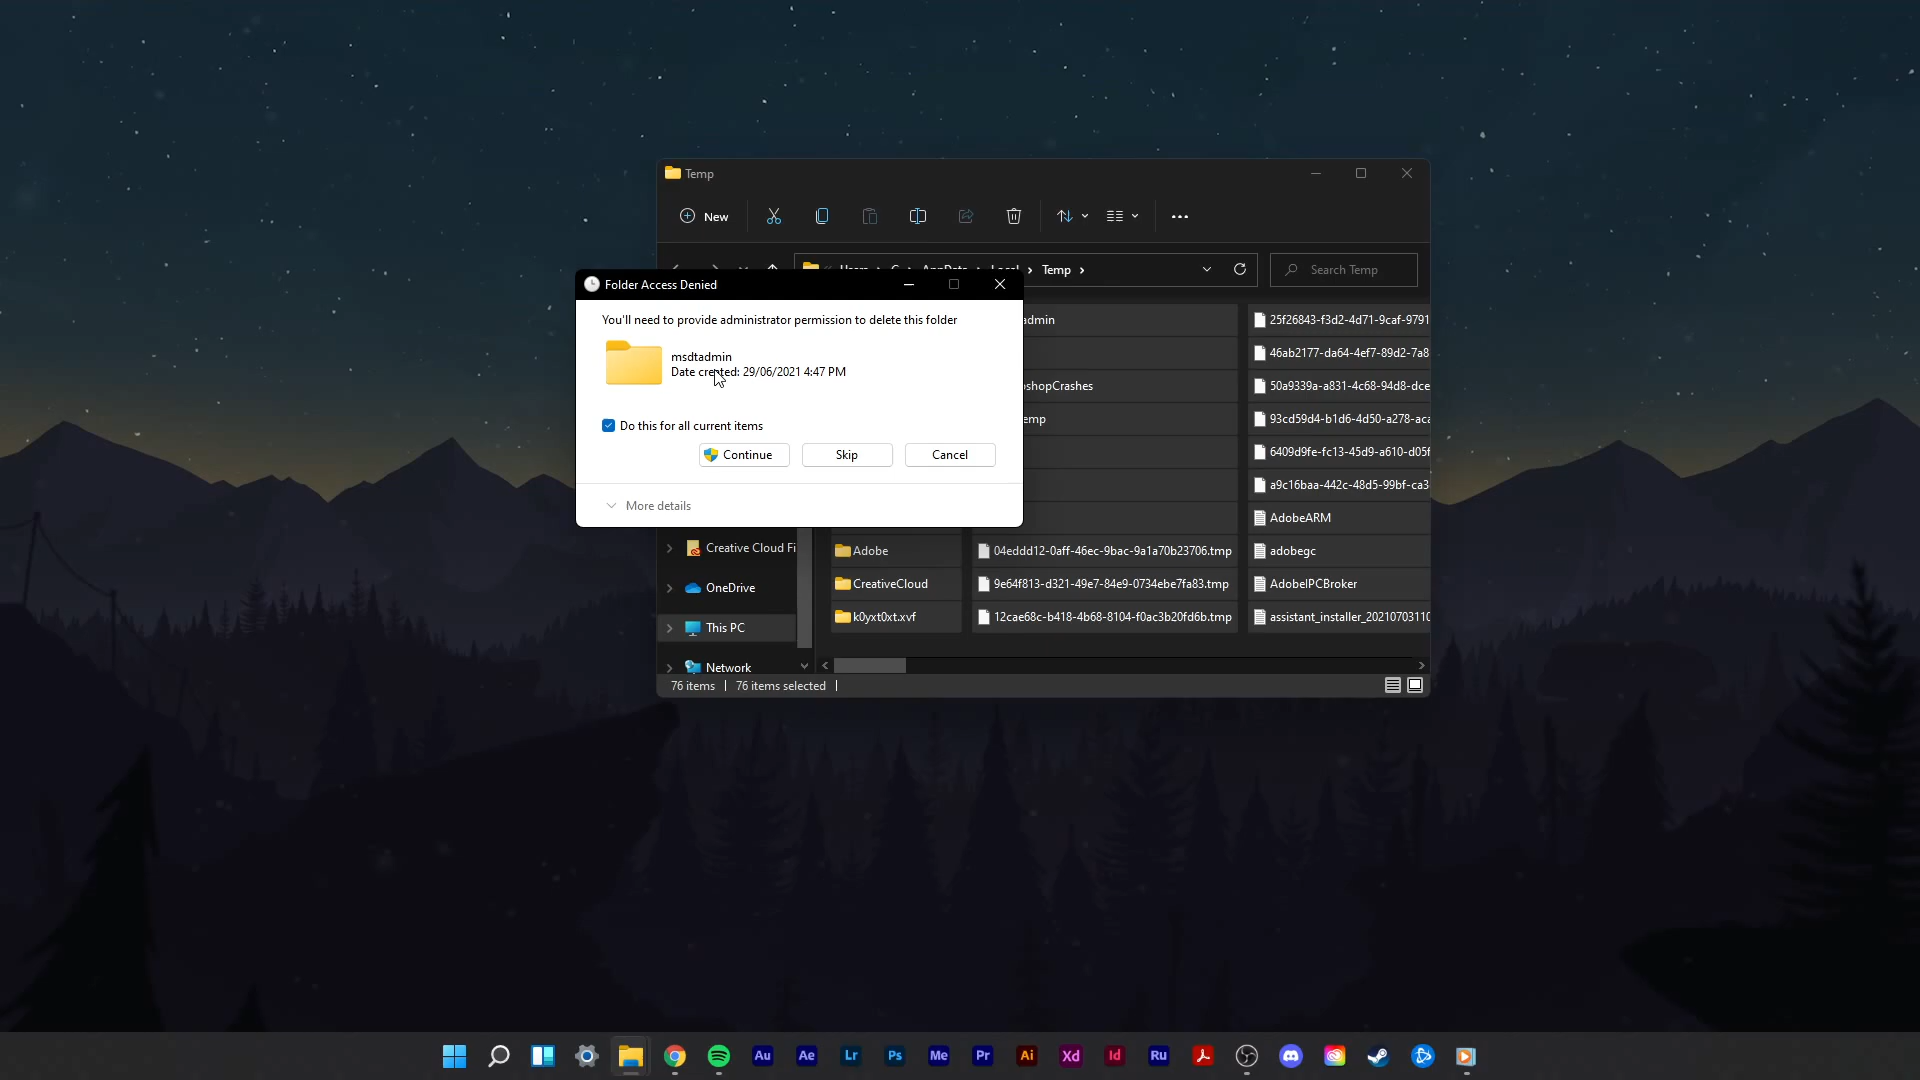 Temp
New
Temp
Search Temp
Folder Access Denied
You'll need to provide administrator permission to delete this folder
msdtadmin
Date created: 29/06/2021 4:47 PM
Do this for all current items
Continue
Skip
Cancel
More details
admin
shopCrashes
emp
25f26843-f3d2-4d71-9caf-9791
46ab2177-da64-4ef7-89d2-7a8
50a9339a-a831-4c68-94d8-dce
93cd59d4-b1d6-4d50-a278-aca
6409d9fe-fc13-45d9-a610-d05f
a9c16baa-442c-48d5-99bf-ca3
AdobeARM
Creative Cloud Fi
Adobe
04eddd12-0aff-46ec-9bac-9a1a70b23706.tmp
adobegc
OneDrive
CreativeCloud
9e64f813-d321-49e7-84e9-0734ebe7fa83.tmp
AdobeIPCBroker
This PC
k0yxt0xt.xvf
12cae68c-b418-4b68-8104-f0ac3b20fd6b.tmp
assistant_installer_20210703110
Network
76 items
76 items selected
Au
Ae
Lr
Ps
Me
Pr
Ai
Xd
Id
Ru